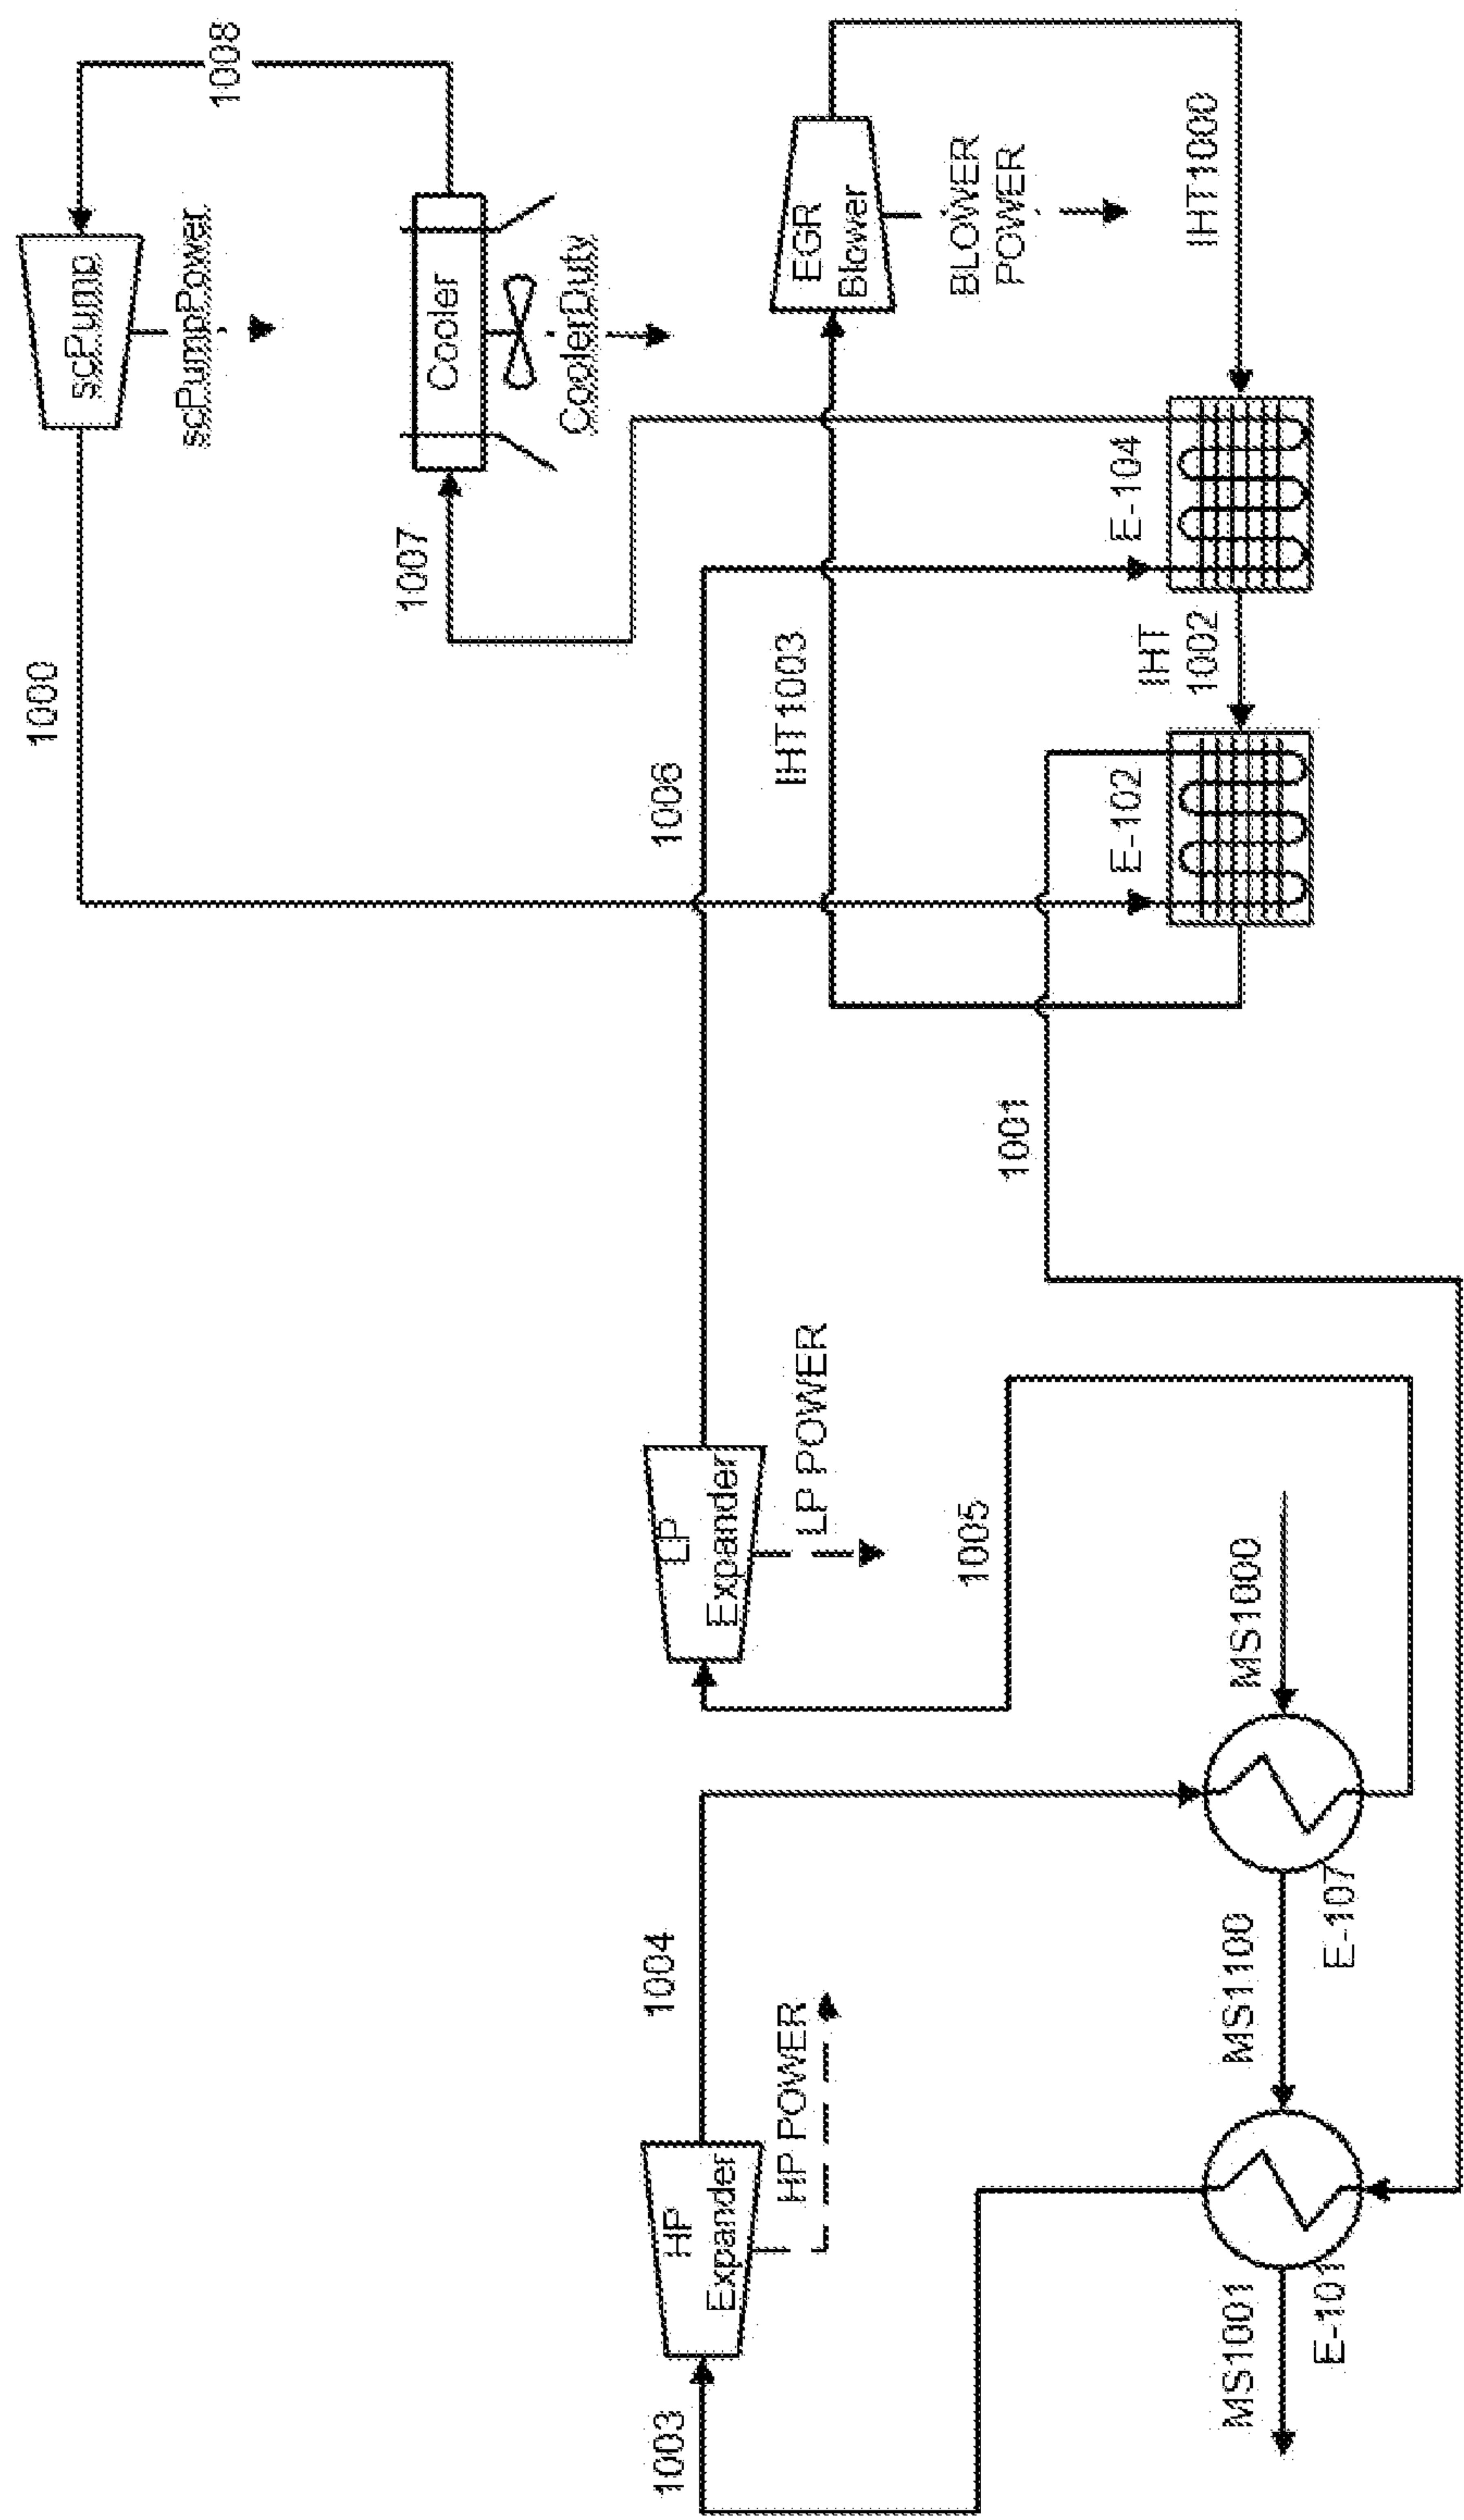 1008
scPump
scPumpPower
1000
Cooler
CoolerDuty
1007
EGR
Blower
BLOWER
POWER
IHT1000
E-104
IHT
1002
IHT1003
1006
E-102
1001
LP
Expander
LP POWER
1005
MS1000
E-107
MS1100
1004
HP
Expander
HP POWER
1003
MS1001
E-101